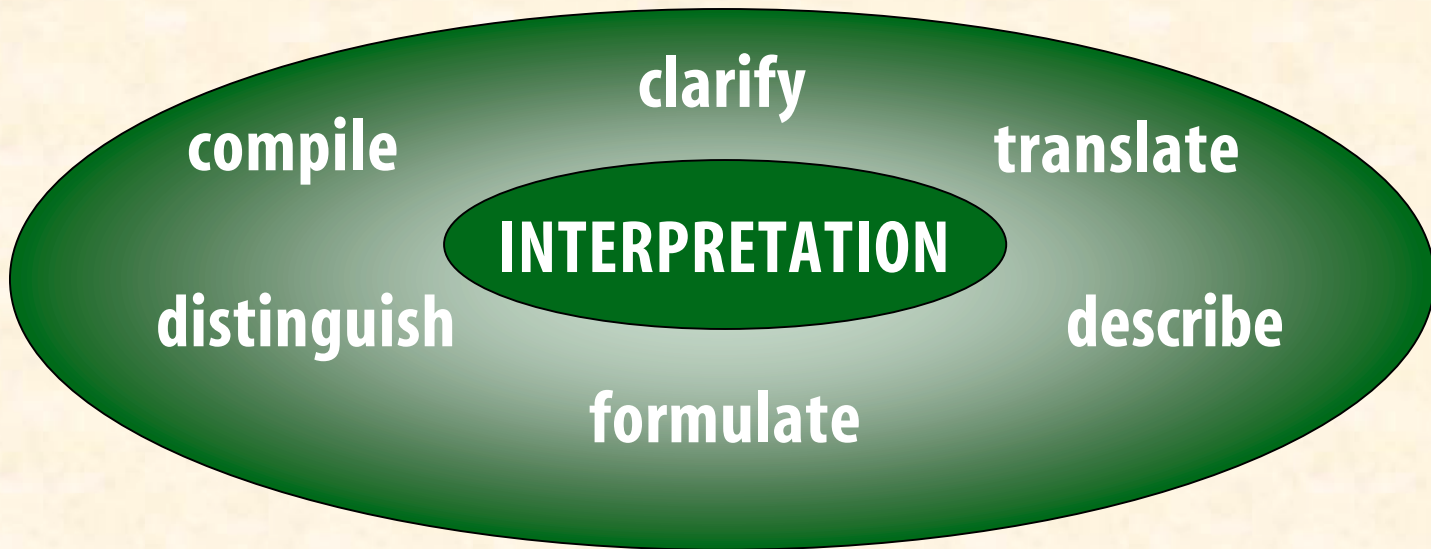 clarify
compile
translate
INTERPRETATION
distinguish
describe
formulate